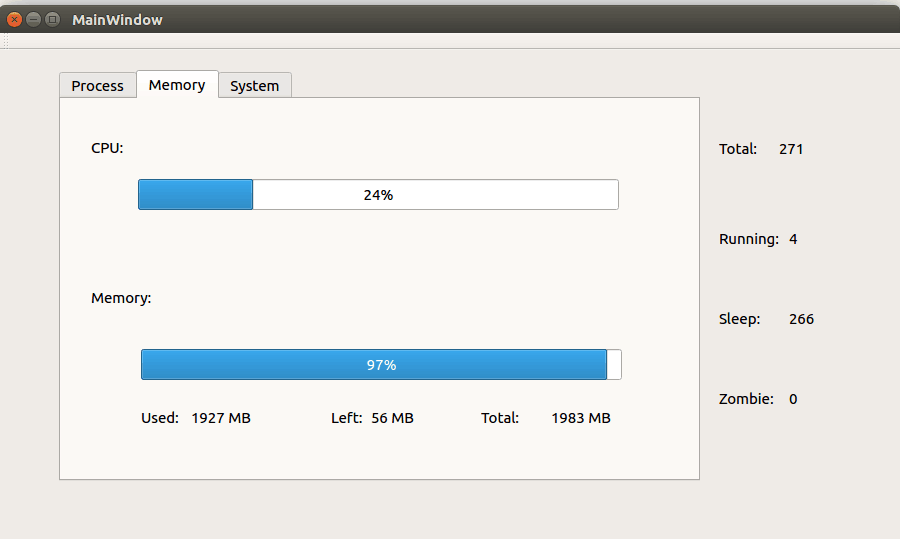 MainWindow
Process Memory System
CPU:
24%
Memory:
97%
Used: 1927 MB Left: 56 MB Total: 1983 MB
Total: 271
Running: 4
Sleep: 266
Zombie: 0